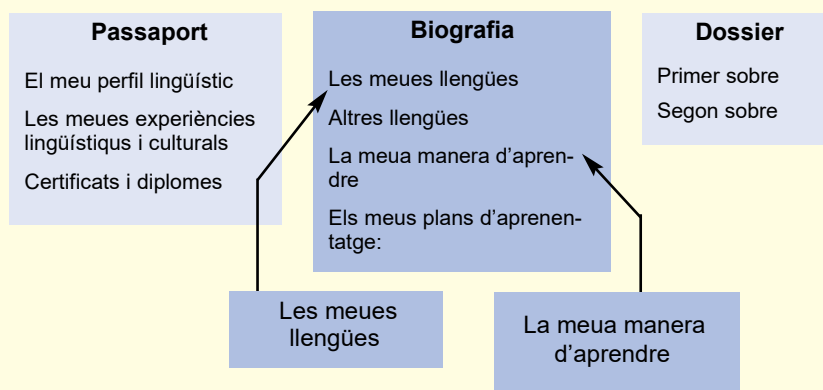 Passaport
El meu perfil lingüístic
Les meues experiències
lingüístiqus i culturals
Certificats i diplomes
Biografia
Les meues llengües
Altres llengües
La meua manera d’apren-
dre
Els meus plans d’aprenen-
tatge:
Dossier
Primer sobre
Segon sobre
Les meues
llengües
La meua manera
d’aprendre